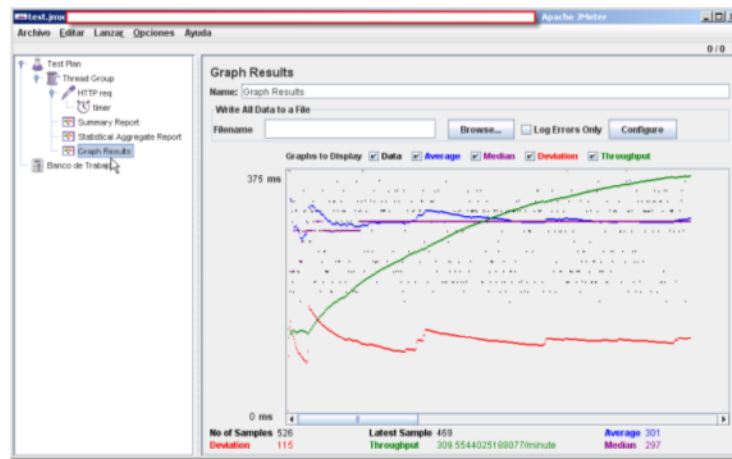 test.jmx
Apache JMeter
Archivo Editar Lanzar Opciones Ayuda
0 / 0
Test Plan
Thread Group
HTTP req
timer
Summary Report
Statistical Aggregate Report
Graph Results
Banco de Trabajo
Graph Results
Name: Graph Results
Write All Data to a File
Filename Browse... Log Errors Only Configure
Graphs to Display Data Average Median Deviation Throughput
375 ms
0 ms
No of Samples 526 Latest Sample 469 Average 301
Deviation 115 Throughput 309.5544025189077/minute Median 297